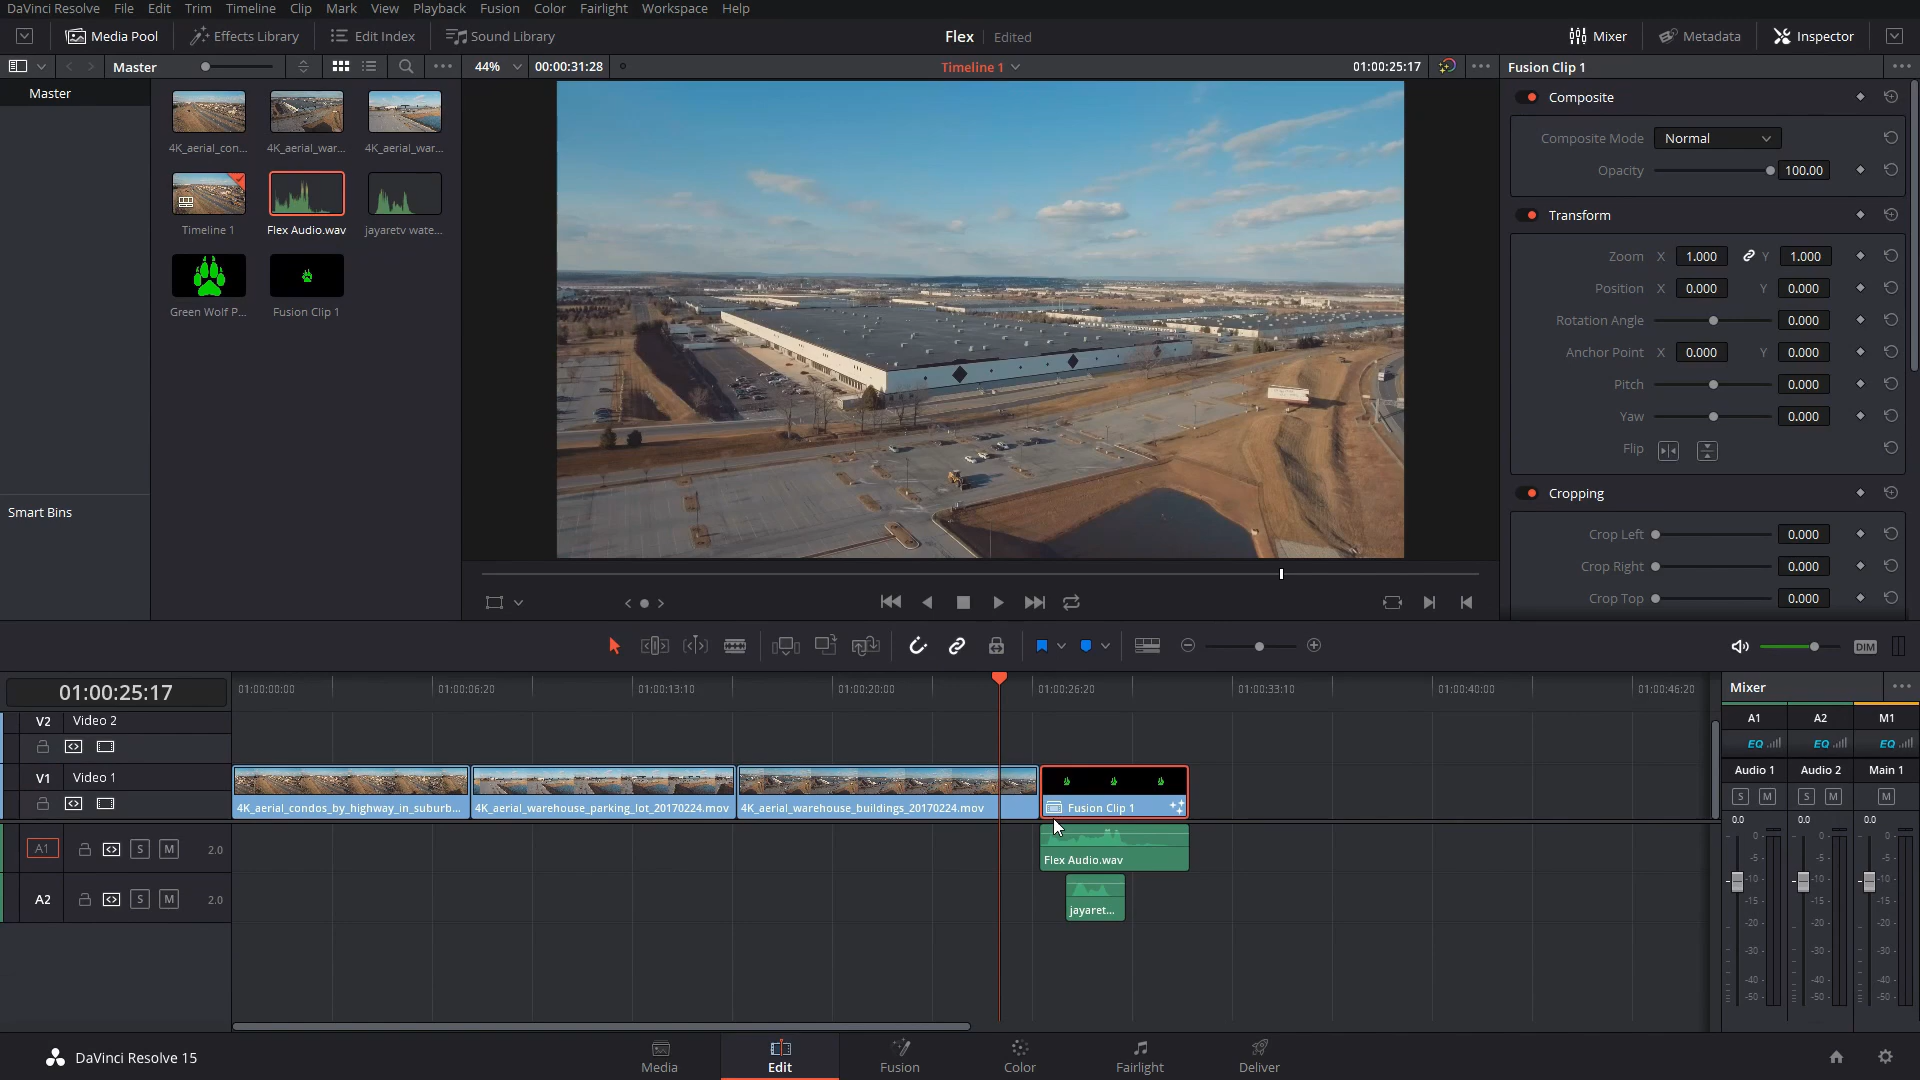 DaVinci Resolve File Edit Trim Timeline Clip Mark View Playback Fusion Color Fairlight Workspace Help
Media Pool Effects Library Edit Index Sound Library Flex Edited Mixer Metadata Inspector
Master 44% 00:00:31:28 Timeline 1 01:00:25:17 Fusion Clip 1
Master
4K_aerial_con... 4K_aerial_war... 4K_aerial_war...
Timeline 1 Flex Audio.wav jayaretv wate...
Green Wolf P... Fusion Clip 1
Smart Bins
Composite
Composite Mode Normal
Opacity 100.00
Transform
Zoom X 1.000 Y 1.000
Position X 0.000 Y 0.000
Rotation Angle 0.000
Anchor Point X 0.000 Y 0.000
Pitch 0.000
Yaw 0.000
Flip
Cropping
Crop Left 0.000
Crop Right 0.000
Crop Top 0.000
DIM
01:00:25:17 01:00:00:00 01:00:06:20 01:00:13:10 01:00:20:00 01:00:26:20 01:00:33:10 01:00:40:00 01:00:46:20
V2 Video 2
V1 Video 1
4K_aerial_condos_by_highway_in_suburb... 4K_aerial_warehouse_parking_lot_20170224.mov 4K_aerial_warehouse_buildings_20170224.mov Fusion Clip 1
A1 S M 2.0 Flex Audio.wav
A2 S M 2.0 jayaret...
Mixer
A1 A2 M1
EQ EQ EQ
Audio 1 Audio 2 Main 1
S M S M M
0.0 0.0 0.0
0 0 0
-5 -5 -5
-10 -10 -10
-15 -15 -15
-20 -20 -20
-30 -30 -30
-40 -40 -40
-50 -50 -50
DaVinci Resolve 15 Media Edit Fusion Color Fairlight Deliver